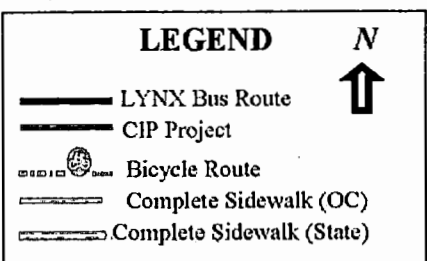 LEGEND N
LYNX Bus Route
CIP Project
Bicycle Route
Complete Sidewalk (OC)
Complete Sidewalk (State)